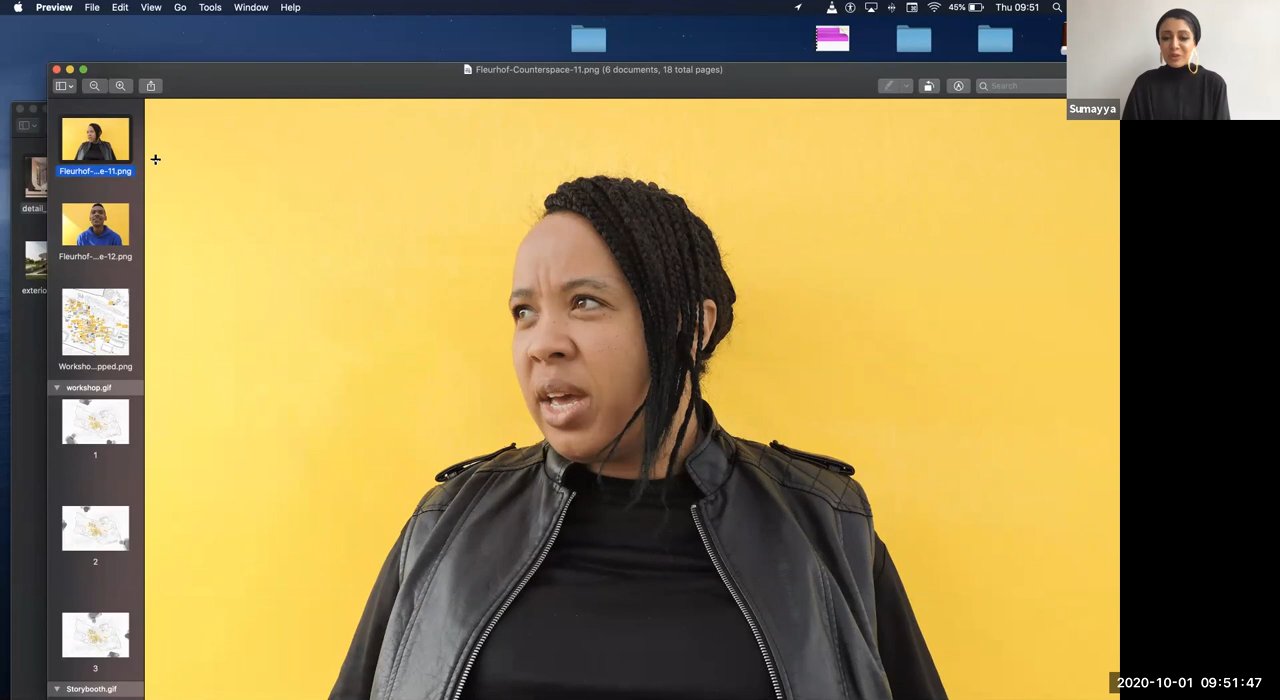 Preview File Edit View Go Tools Window Help 45% Thu 09:51
Fleurhof-Counterspace-11.png (6 documents, 18 total pages)
Search
Sumayya
Fleurhof-...e-11.png
detail_
Fleurhof-...e-12.png
exterio
Worksho...pped.png
workshop.gif
1
2
3
Storybooth.gif
2020-10-01 09:51:47